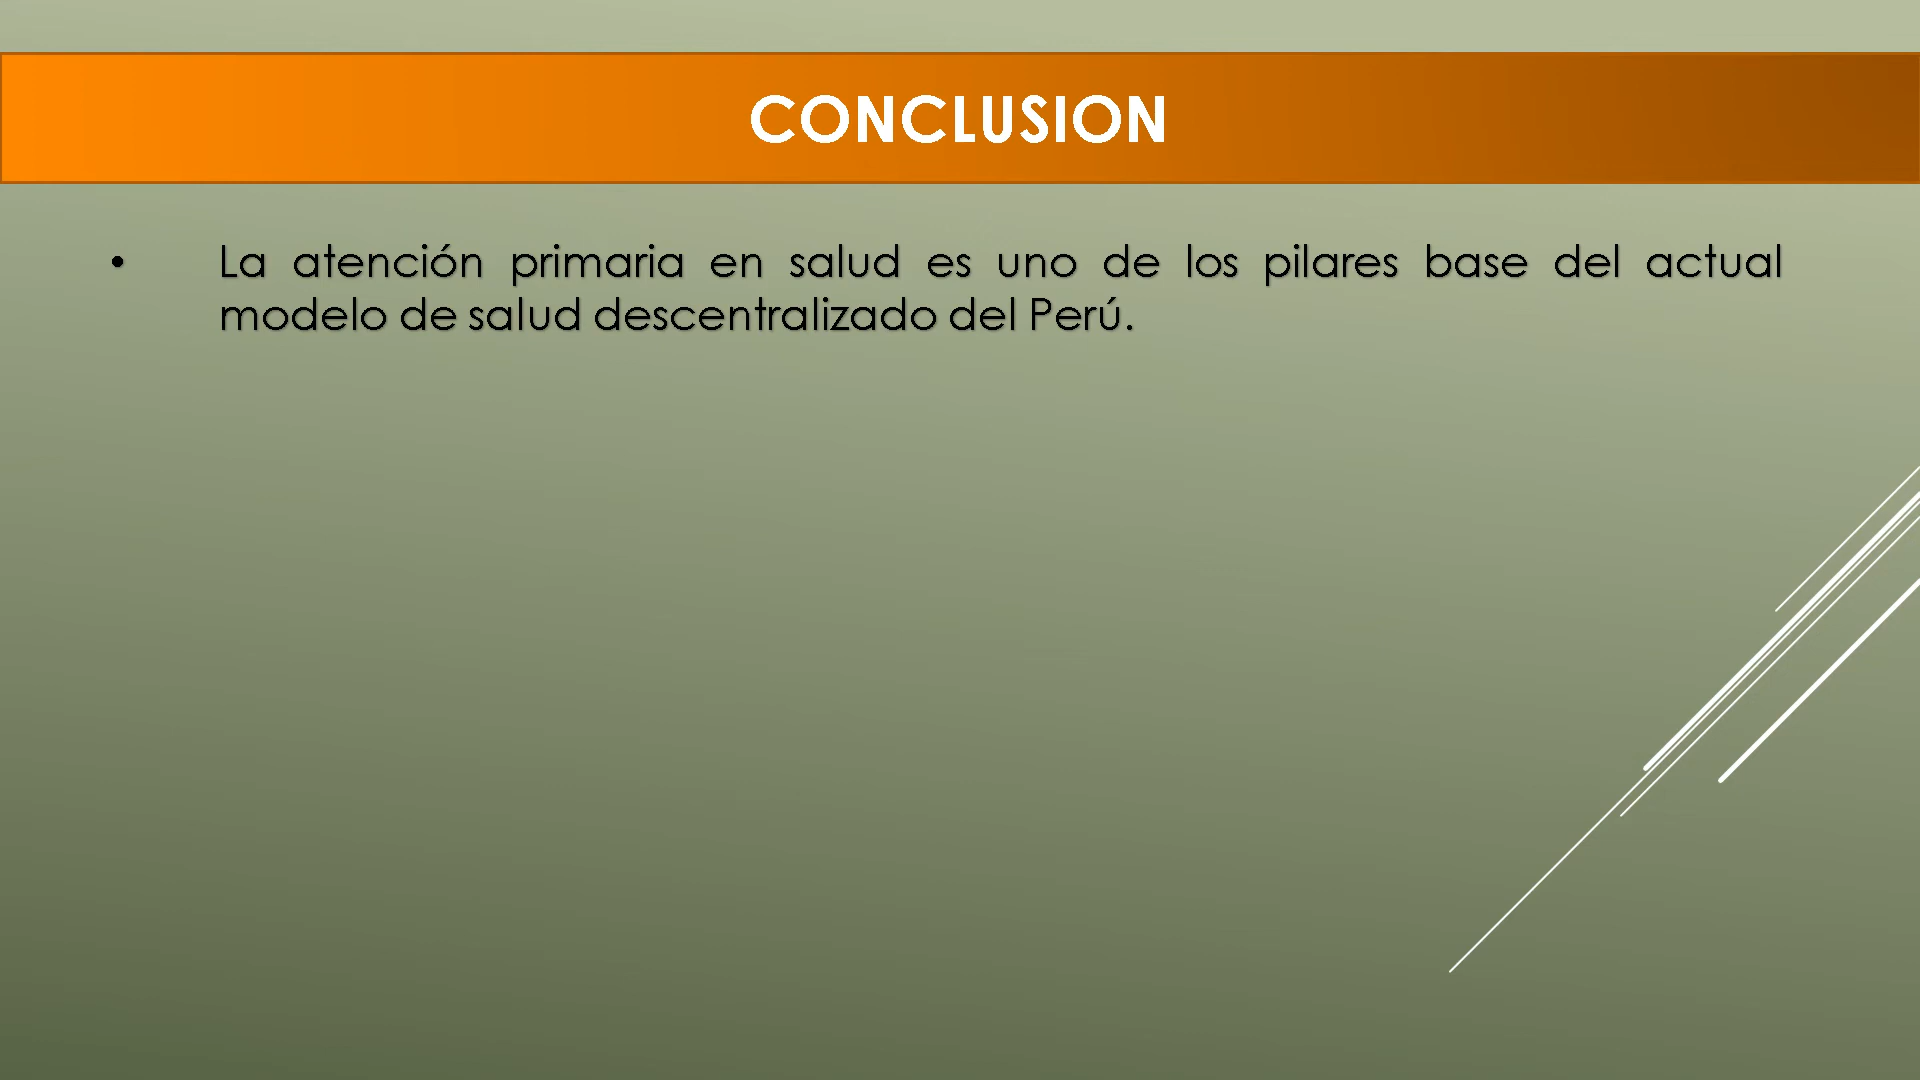 CONCLUSION
• La atención primaria en salud es uno de los pilares base del actual
modelo de salud descentralizado del Perú.